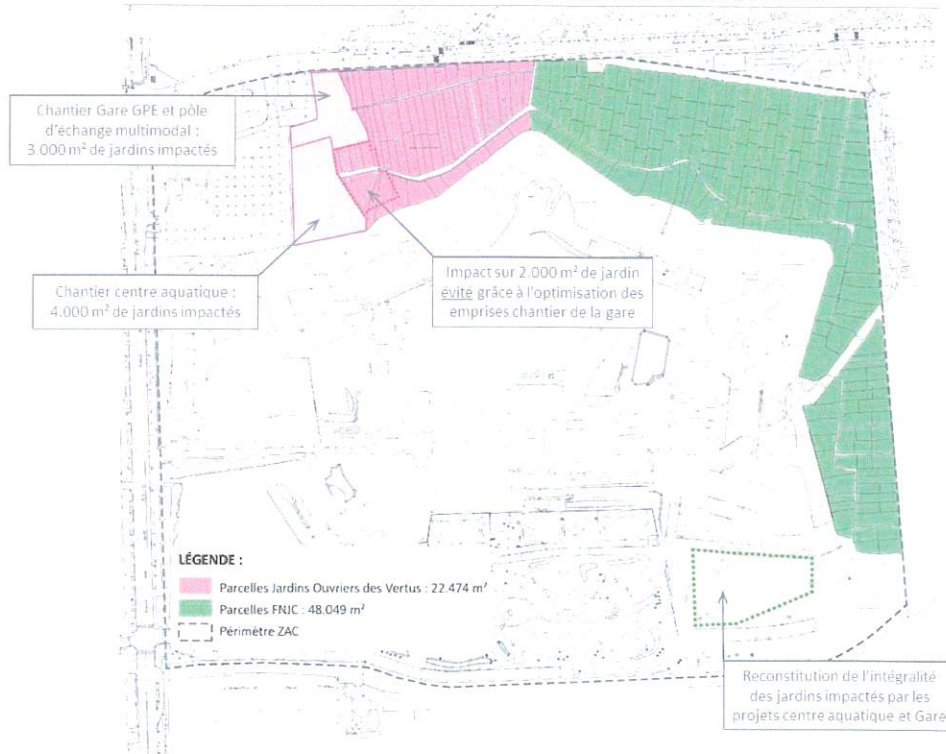 Chantier Gare GPE et pôle
d'échange multimodal :
3.000 m² de jardins impactés
Chantier centre aquatique :
4.000 m² de jardins impactés
Impact sur 2.000 m² de jardin
évité grâce à l'optimisation des
emprises chantier de la gare
LÉGENDE :
Parcelles Jardins Ouvriers des Vertus : 22.474 m²
Parcelles FNJC : 48.049 m²
Périmètre ZAC
Reconstitution de l'intégralité
des jardins impactés par les
projets centre aquatique et Gare